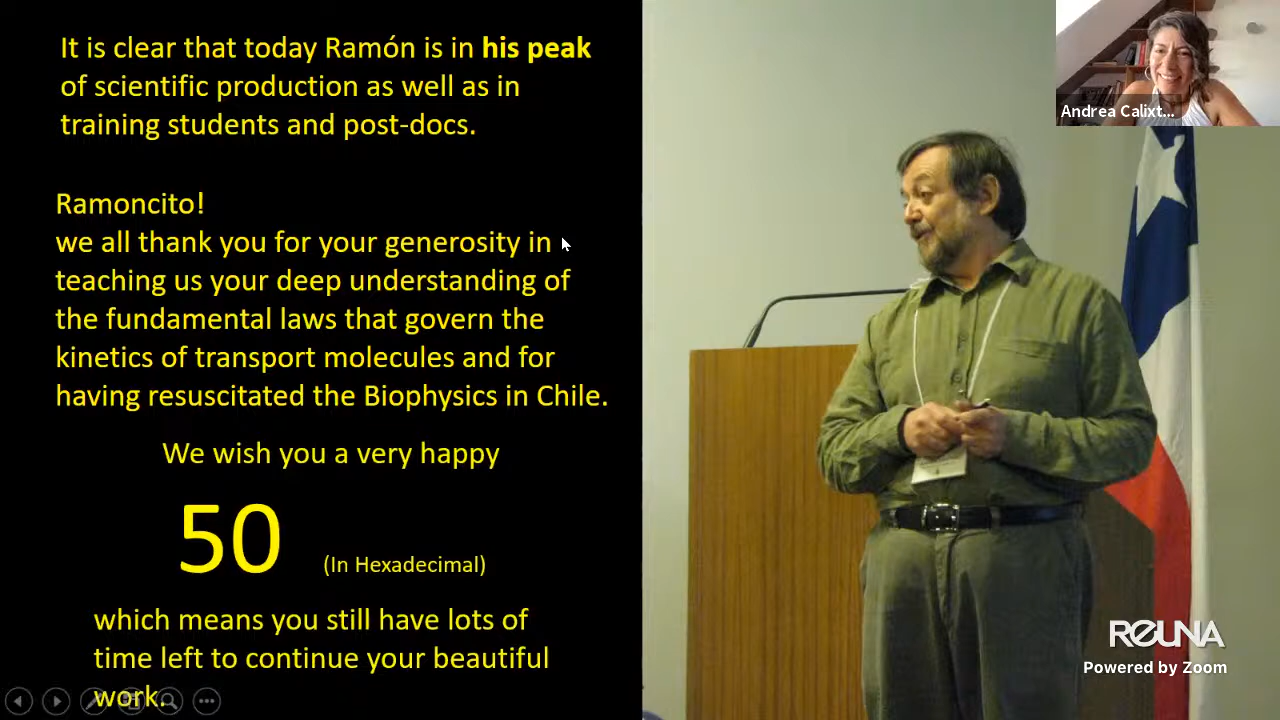 It is clear that today Ramón is in his peak
of scientific production as well as in
training students and post-docs.
Ramoncito!
we all thank you for your generosity in
teaching us your deep understanding of
the fundamental laws that govern the
kinetics of transport molecules and for
having resuscitated the Biophysics in Chile.
We wish you a very happy
50 (In Hexadecimal)
which means you still have lots of
time left to continue your beautiful
work.
Andrea Calixt...
REUNA
Powered by Zoom